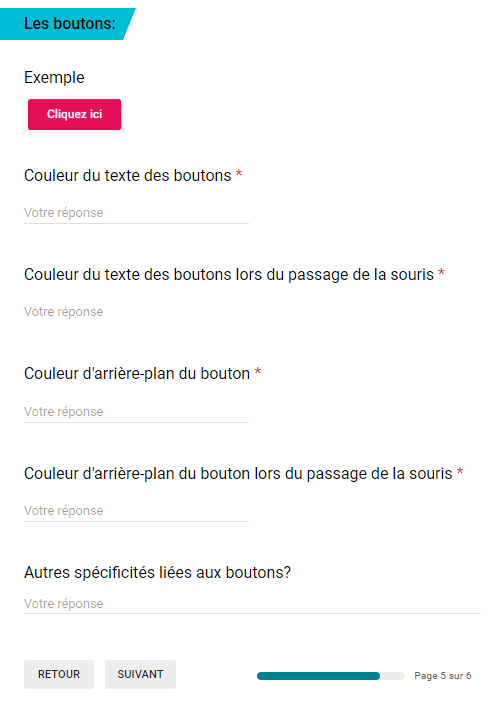 Les boutons:
Exemple
Cliquez ici
Couleur du texte des boutons *
Votre réponse
Couleur du texte des boutons lors du passage de la souris *
Votre réponse
Couleur d'arrière-plan du bouton *
Votre réponse
Couleur d'arrière-plan du bouton lors du passage de la souris *
Votre réponse
Autres spécificités liées aux boutons?
Votre réponse
RETOUR SUIVANT Page 5 sur 6